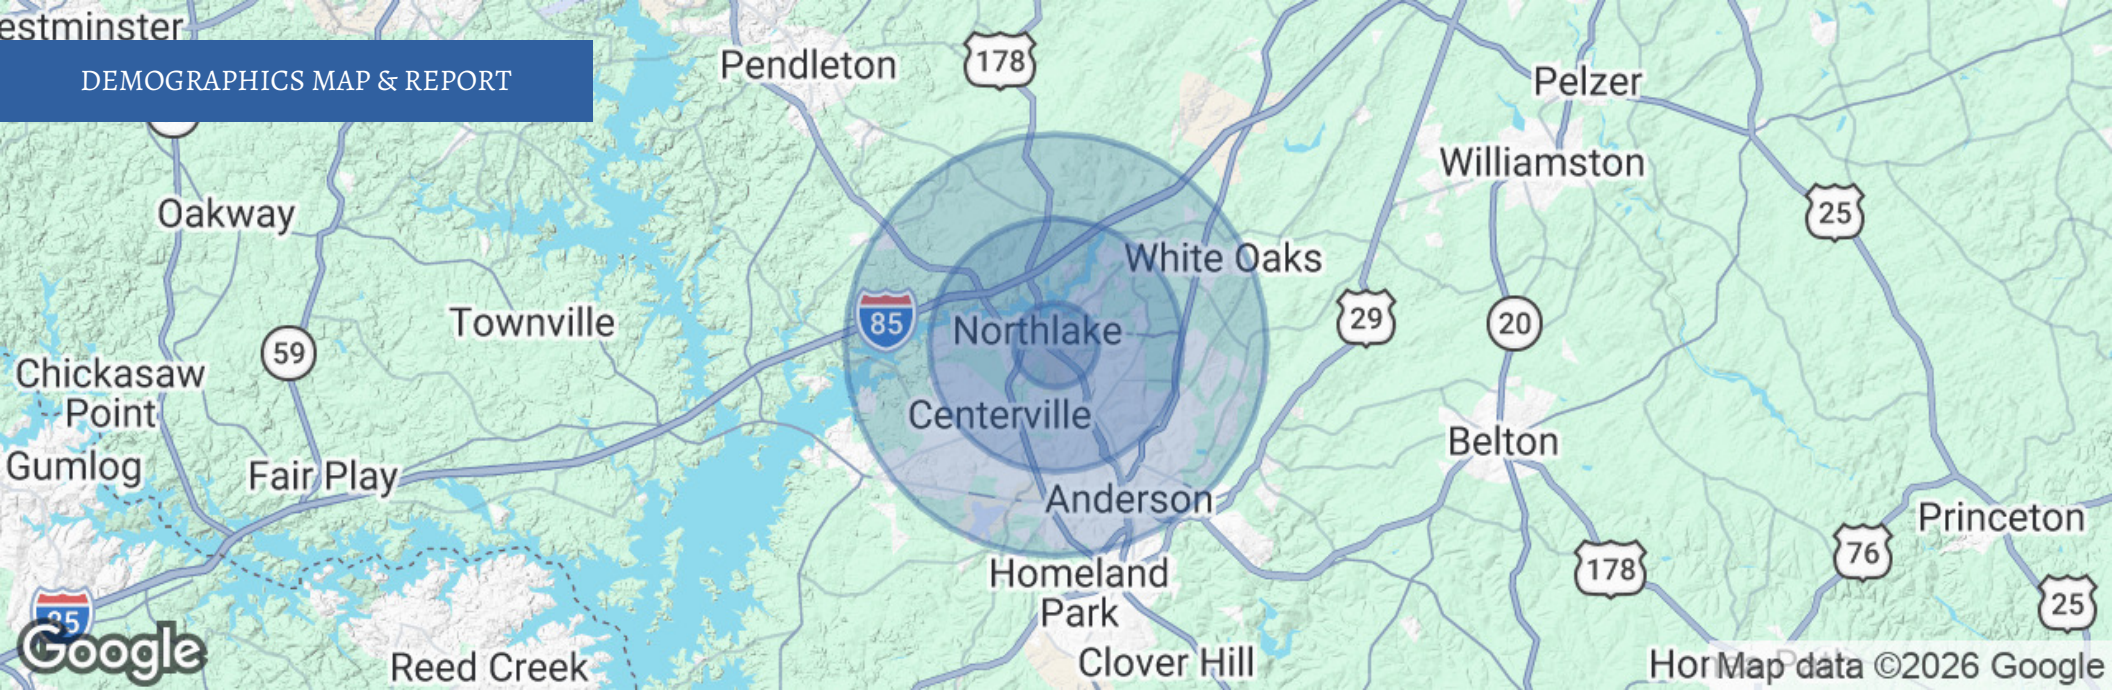 estminster
DEMOGRAPHICS MAP & REPORT
Pendleton
178
Pelzer
Williamston
Oakway
25
White Oaks
Townville
85
Northlake
29
20
59
Chickasaw
Point
Centerville
Belton
Gumlog
Fair Play
Anderson
Princeton
Homeland
Park
178
76
25
85
Google
Reed Creek
Clover Hill
Hor
Map data ©2026 Google